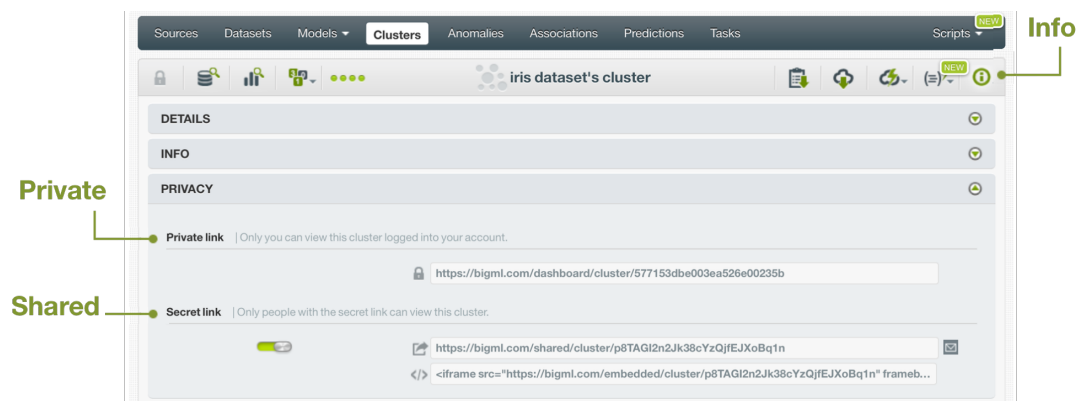 NEW
Info
Sources Datasets Models Clusters Anomalies Associations Predictions Tasks Scripts
iris dataset's cluster
NEW
DETAILS
INFO
Private
PRIVACY
Private link | Only you can view this cluster logged into your account.
https://bigml.com/dashboard/cluster/577153dbe003ea526e00235b
Shared
Secret link | Only people with the secret link can view this cluster.
https://bigml.com/shared/cluster/p8TAGI2n2Jk38cYzQjfEJXoBq1n
</> <iframe src="https://bigml.com/embedded/cluster/p8TAGI2n2Jk38cYzQjfEJXoBq1n" frameb...